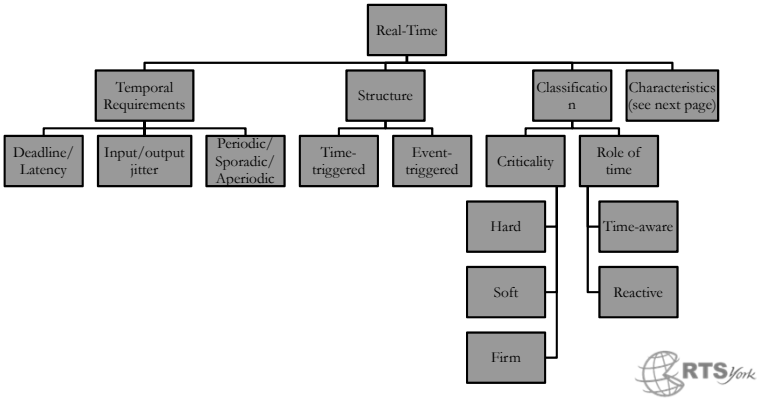 Real-Time
Temporal
Requirements
Structure
Classificatio
n
Characteristics
(see next page)
Deadline/
Latency
Input/output
jitter
Periodic/
Sporadic/
Aperiodic
Time-
triggered
Event-
triggered
Criticality
Role of
time
Hard
Time-aware
Soft
Reactive
Firm
RTS York